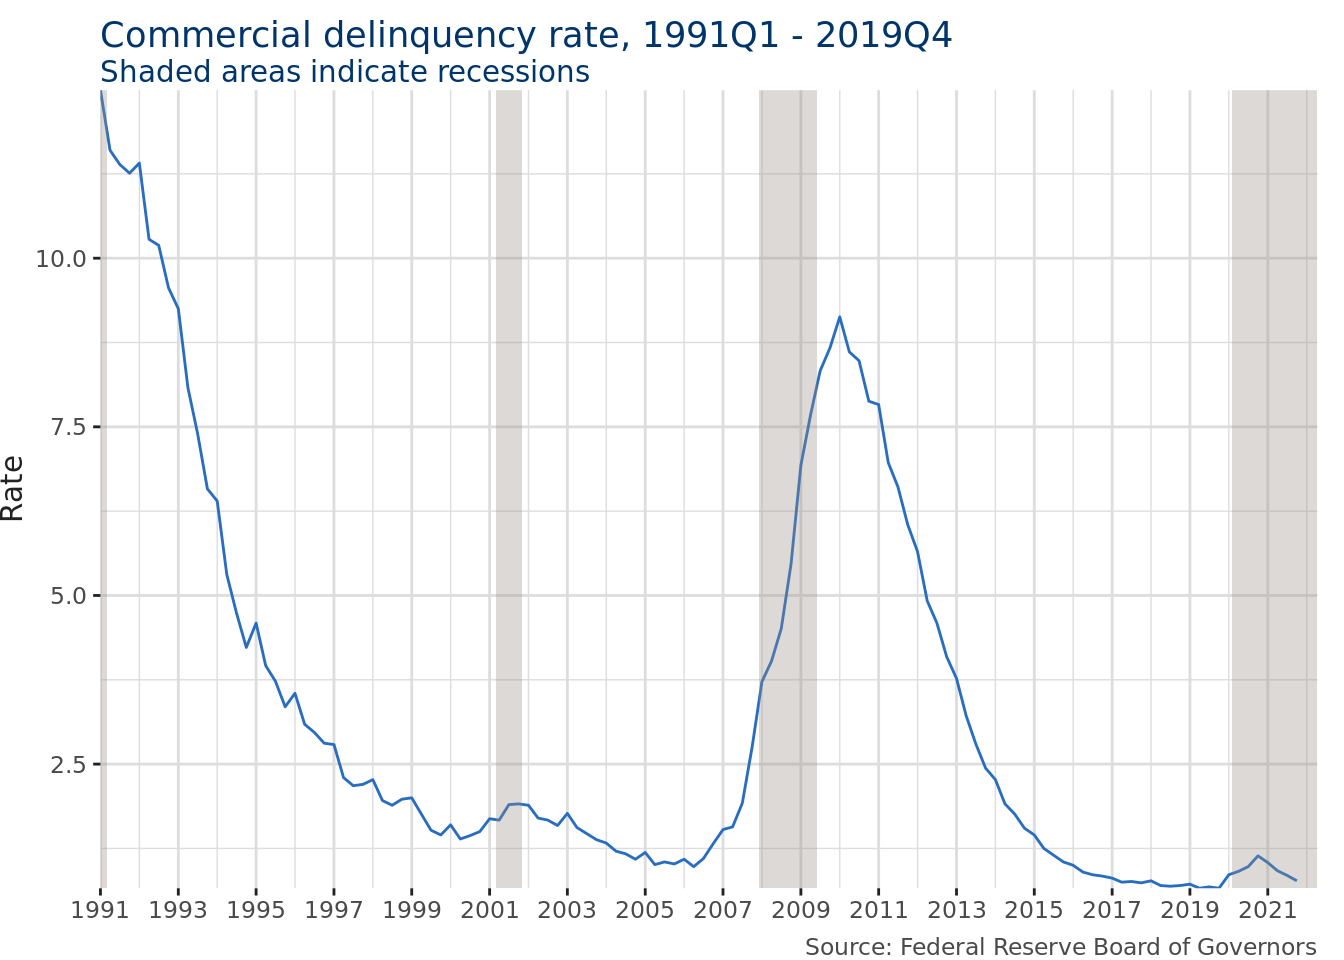 Commercial delinquency rate, 1991Q1 - 2019Q4
Shaded areas indicate recessions
10.0
7.5
5.0
2.5
Rate
1991 1993 1995 1997 1999 2001 2003 2005 2007 2009 2011 2013 2015 2017 2019 2021
Source: Federal Reserve Board of Governors